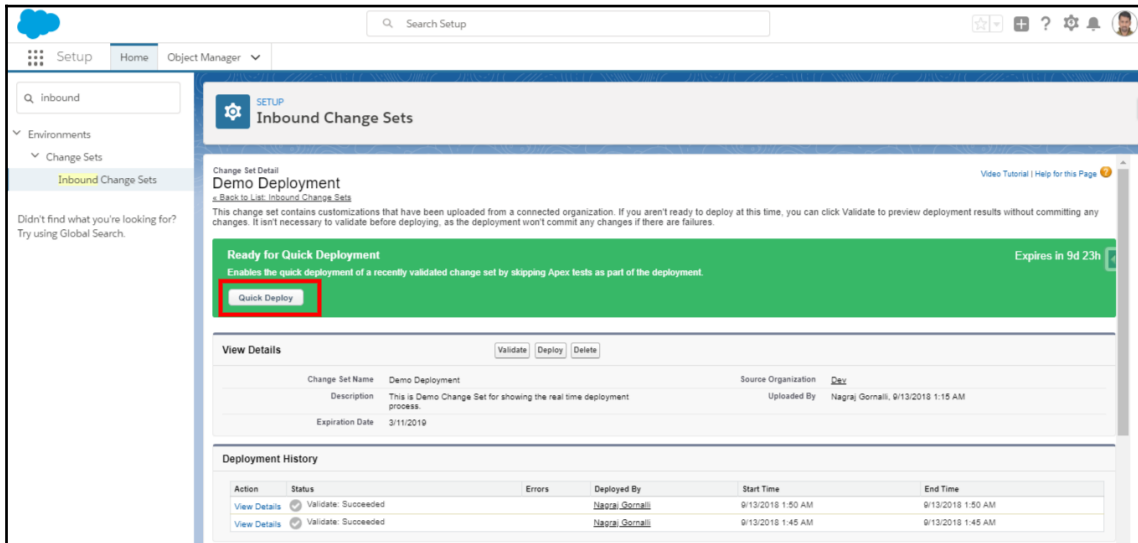 Search Setup
Setup Home Object Manager
inbound
Environments
Change Sets
Inbound Change Sets
Didn't find what you're looking for?
Try using Global Search.
SETUP
Inbound Change Sets
Change Set Detail
Demo Deployment
« Back to List: Inbound Change Sets
Video Tutorial | Help for this Page
This change set contains customizations that have been uploaded from a connected organization. If you aren't ready to deploy at this time, you can click Validate to preview deployment results without committing any
changes. It isn't necessary to validate before deploying, as the deployment won't commit any changes if there are failures.
Ready for Quick Deployment
Expires in 9d 23h
Enables the quick deployment of a recently validated change set by skipping Apex tests as part of the deployment.
Quick Deploy
View Details Validate Deploy Delete
Change Set Name Demo Deployment Source Organization Dev
Description This is Demo Change Set for showing the real time deployment Uploaded By Nagraj Gornalli, 9/13/2018 1:15 AM
process.
Expiration Date 3/11/2019
Deployment History
Action Status Errors Deployed By Start Time End Time
View Details Validate: Succeeded Nagraj Gornalli 9/13/2018 1:50 AM 9/13/2018 1:50 AM
View Details Validate: Succeeded Nagraj Gornalli 9/13/2018 1:45 AM 9/13/2018 1:45 AM